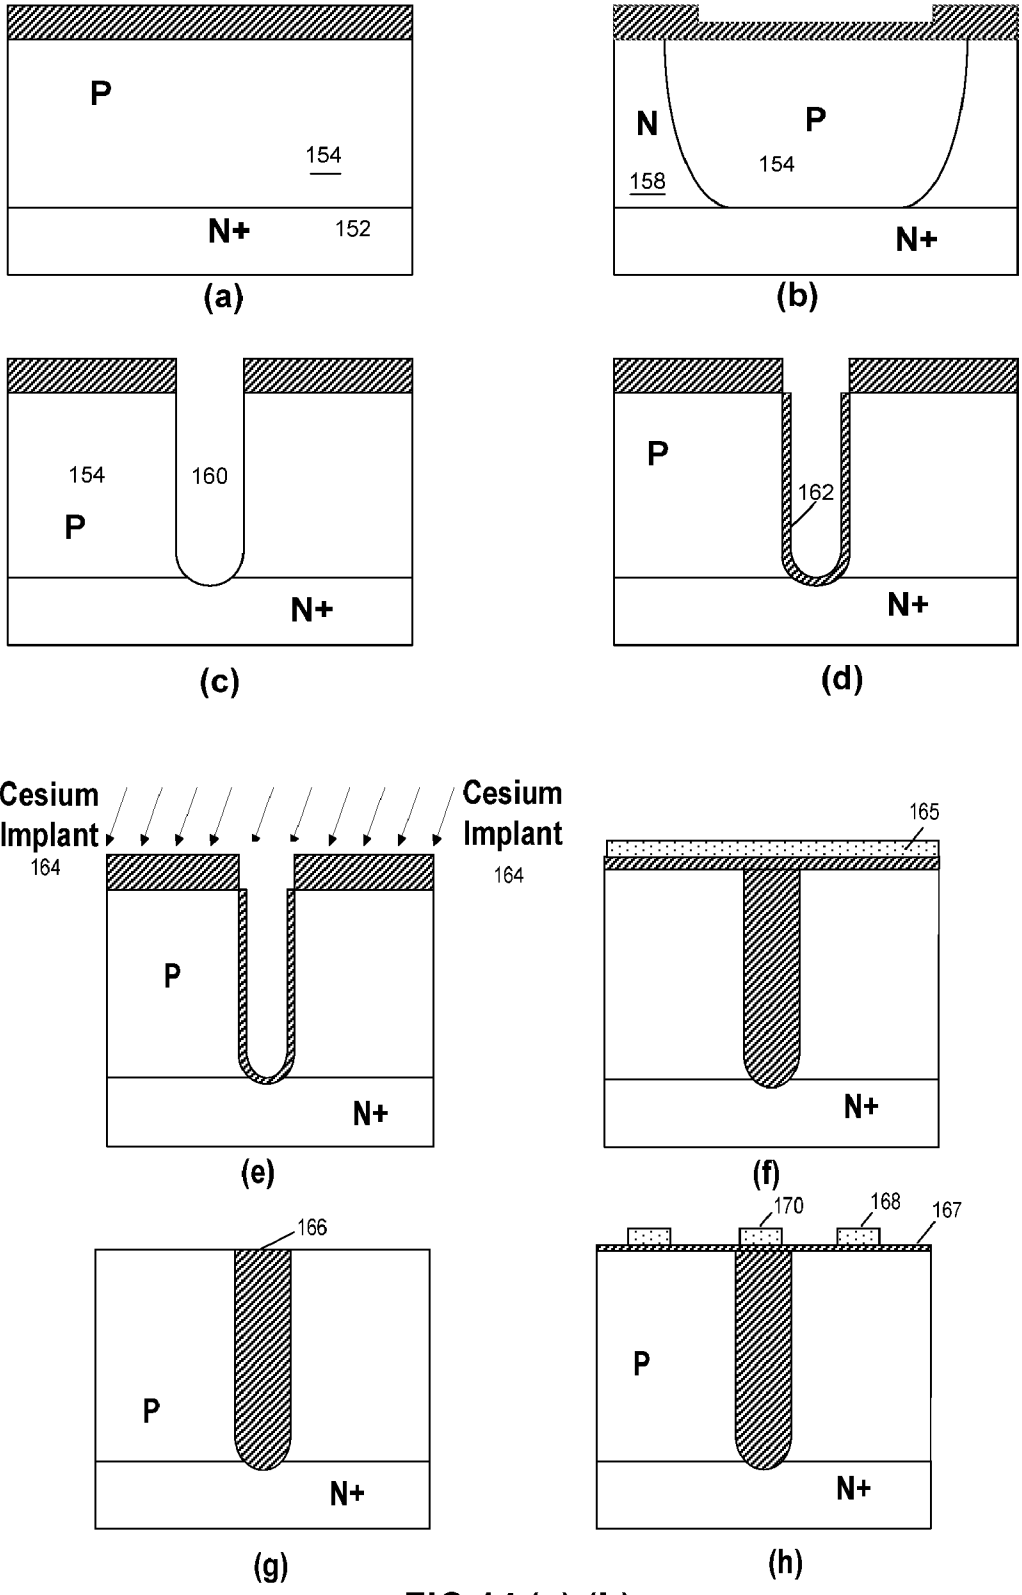 P
154
N+ 152
(a)
N
P
158
154
N+
(b)
154
160
P
N+
(c)
P
162
N+
(d)
Cesium
Implant
164
Cesium
Implant
164
P
N+
(e)
165
N+
(f)
166
P
N+
(g)
170
168
167
P
N+
(h)